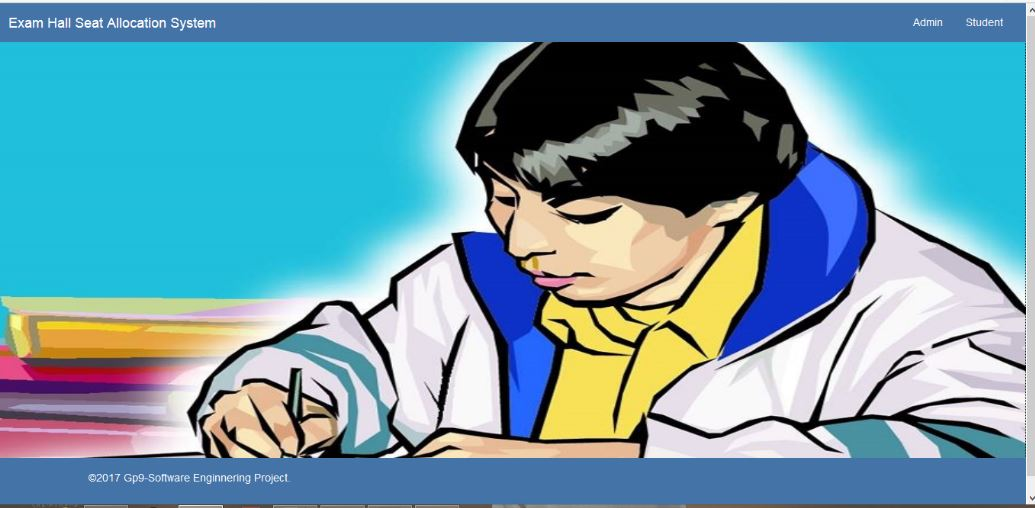 Exam Hall Seat Allocation System
Admin Student
©2017 Gp9-Software Enginnering Project.